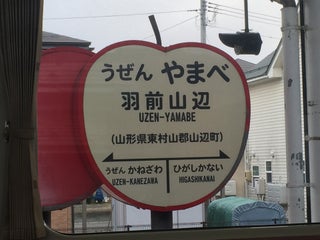 うぜん やまべ
羽前山辺
UZEN-YAMABE
(山形県東村山郡山辺町)
うぜん かねざわ ひがしかない
UZEN-KANEZAWA HIGASHIKANAI